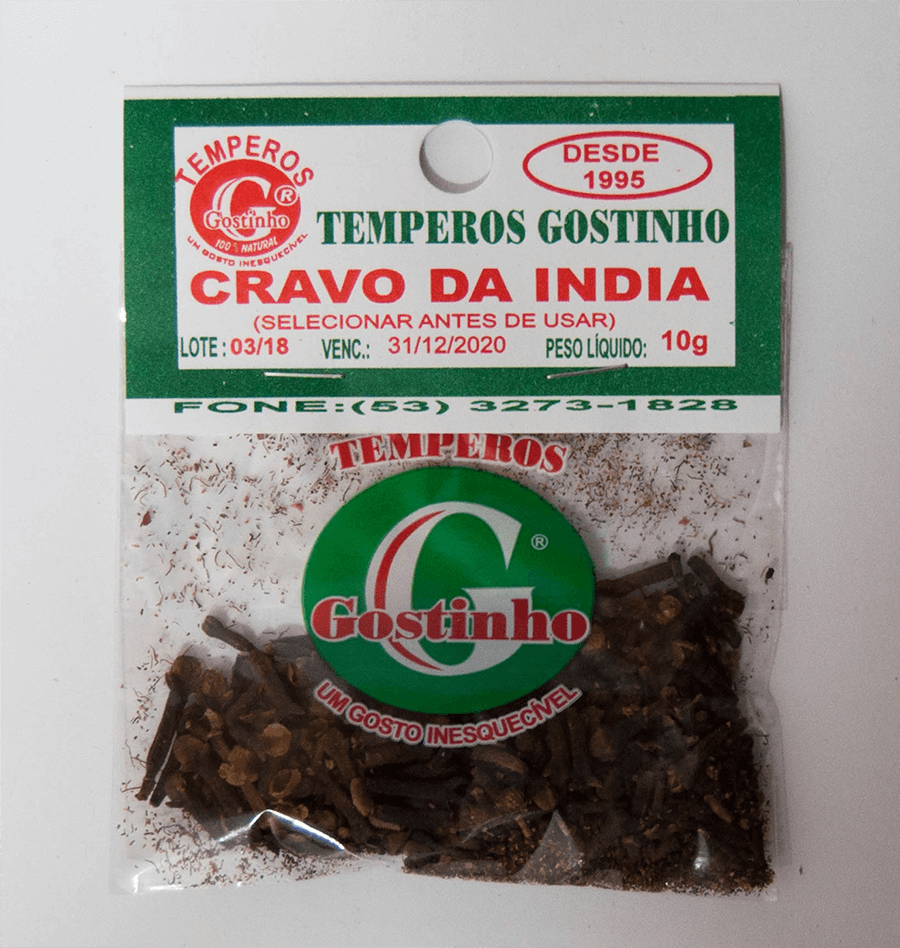 TEMPEROS
G®
Gostinho
100% NATURAL
UM GOSTO INESQUECÍVEL
DESDE
1995
TEMPEROS GOSTINHO
CRAVO DA INDIA
(SELECIONAR ANTES DE USAR)
LOTE: 03/18 VENC.: 31/12/2020 PESO LÍQUIDO: 10g
FONE:(53) 3273-1828
TEMPEROS
G®
Gostinho
UM GOSTO INESQUECÍVEL